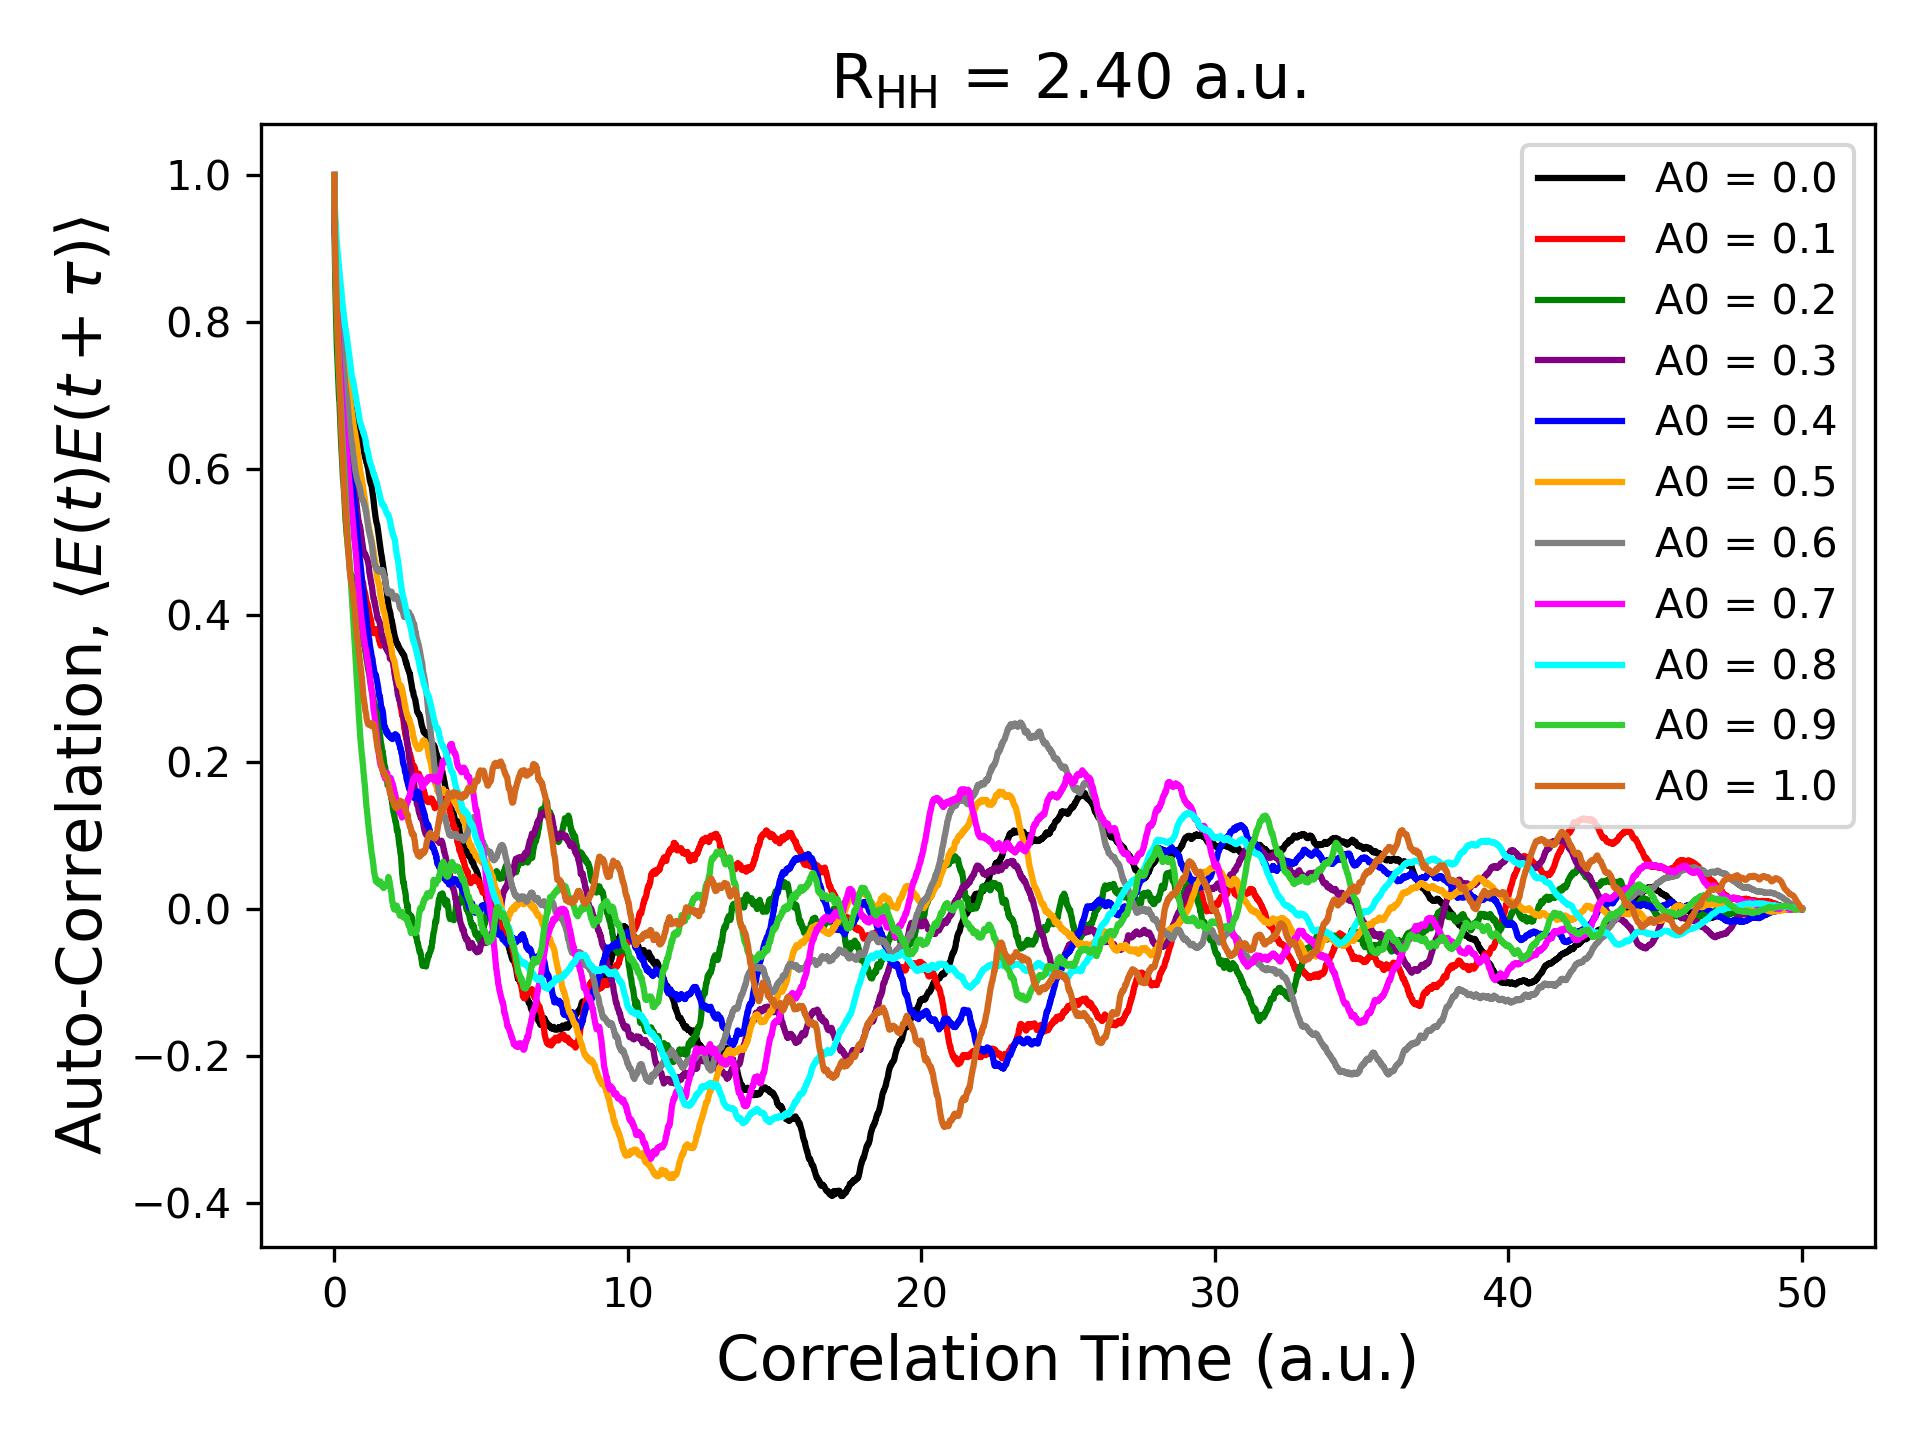 R_HH = 2.40 a.u.
1.0
0.8
0.6
0.4
0.2
0.0
−0.2
−0.4
Auto-Correlation, ⟨E(t)E(t + τ)⟩
0 10 20 30 40 50
Correlation Time (a.u.)
A0 = 0.0
A0 = 0.1
A0 = 0.2
A0 = 0.3
A0 = 0.4
A0 = 0.5
A0 = 0.6
A0 = 0.7
A0 = 0.8
A0 = 0.9
A0 = 1.0